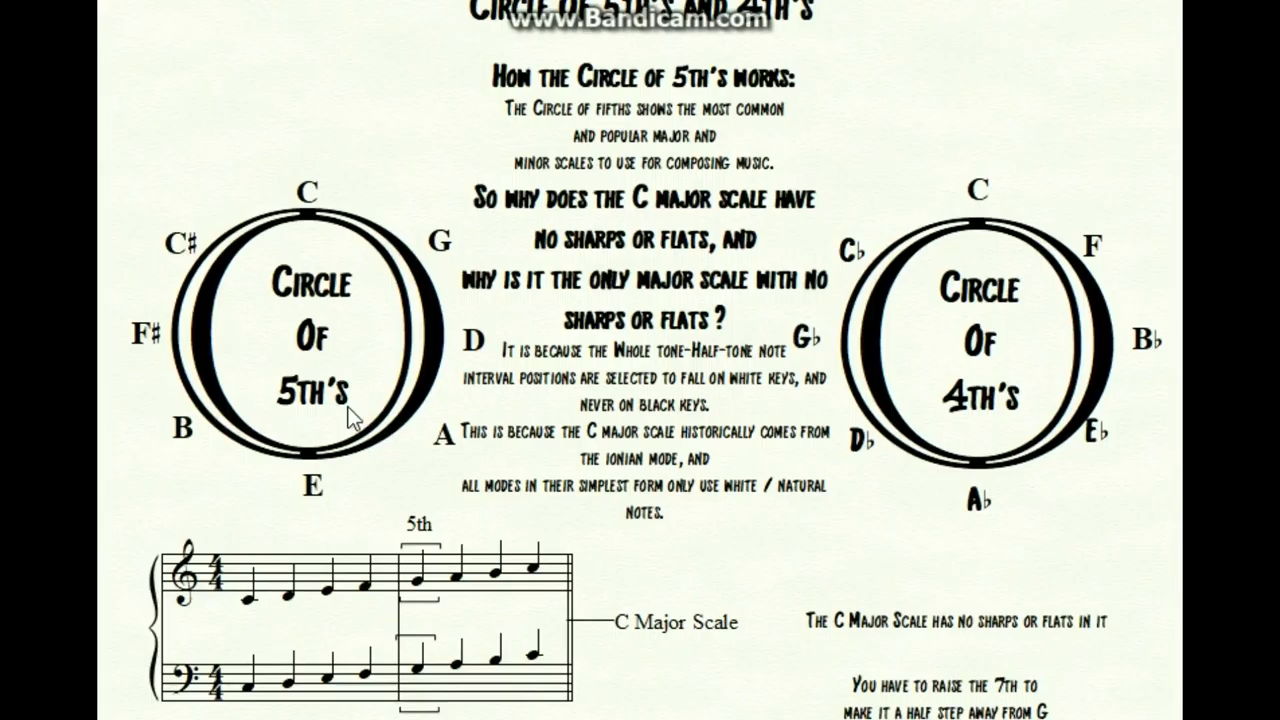 Circle of 5th's and 4th's
www.Bandicam.com
How the Circle of 5th's works:
The Circle of fifths shows the most common
and popular major and
minor scales to use for composing music.
So why does the C major scale have
no sharps or flats, and
why is it the only major scale with no
sharps or flats ?
It is because the Whole tone-Half-tone note
interval positions are selected to fall on white keys, and
never on black keys.
This is because the C major scale historically comes from
the ionian mode, and
all modes in their simplest form only use white / natural
notes.
C
G
D
A
E
B
F♯
C♯
Circle
Of
5th's
C
F
B♭
E♭
A♭
D♭
G♭
C♭
Circle
Of
4th's
5th
4
4
4
4
C Major Scale
The C Major Scale has no sharps or flats in it
You have to raise the 7th to
make it a half step away from G